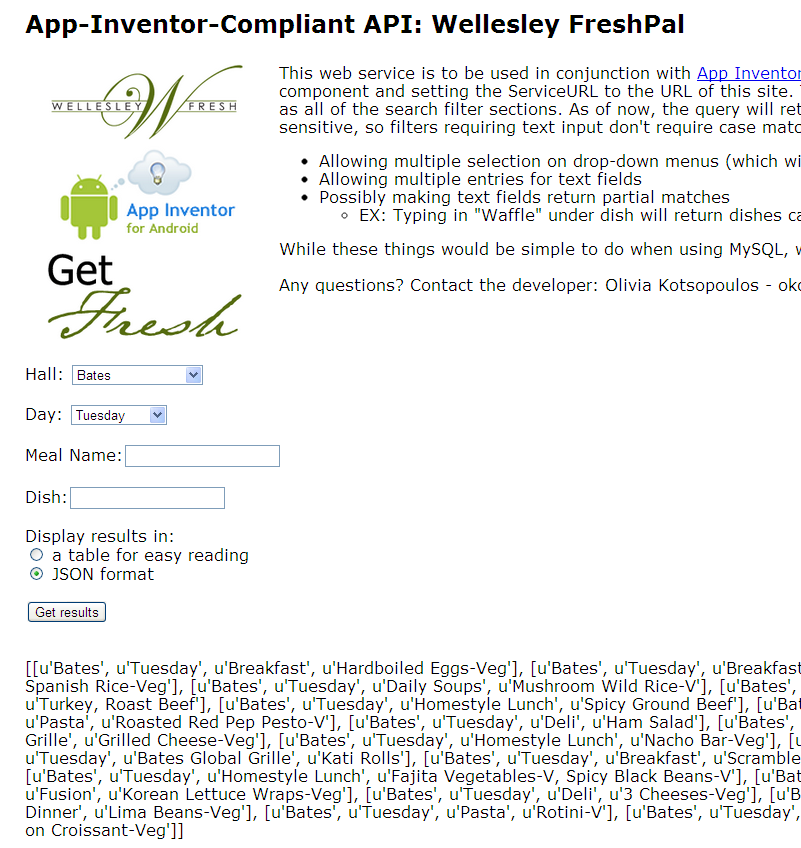 App-Inventor-Compliant API: Wellesley FreshPal
WELLESLEY W FRESH
App Inventor
for Android
Get
Fresh
This web service is to be used in conjunction with App Inventor
component and setting the ServiceURL to the URL of this site.
as all of the search filter sections. As of now, the query will
sensitive, so filters requiring text input don't require case
Allowing multiple selection on drop-down menus (which
Allowing multiple entries for text fields
Possibly making text fields return partial matches
EX: Typing in "Waffle" under dish will return dishes
While these things would be simple to do when using MySQL,
Any questions? Contact the developer: Olivia Kotsopoulos -
Hall: Bates
Day: Tuesday
Meal Name:
Dish:
Display results in:
a table for easy reading
JSON format
Get results
[[u'Bates', u'Tuesday', u'Breakfast', u'Hardboiled Eggs-Veg'], [u'Bates', u'Tuesday', u'Breakfast
Spanish Rice-Veg'], [u'Bates', u'Tuesday', u'Daily Soups', u'Mushroom Wild Rice-V'], [u'Bates',
u'Turkey, Roast Beef'], [u'Bates', u'Tuesday', u'Homestyle Lunch', u'Spicy Ground Beef'], [u'Bat
u'Pasta', u'Roasted Red Pep Pesto-V'], [u'Bates', u'Tuesday', u'Deli', u'Ham Salad'], [u'Bates',
Grille', u'Grilled Cheese-Veg'], [u'Bates', u'Tuesday', u'Homestyle Lunch', u'Nacho Bar-Veg'], [u
u'Tuesday', u'Bates Global Grille', u'Kati Rolls'], [u'Bates', u'Tuesday', u'Breakfast', u'Scramble
[u'Bates', u'Tuesday', u'Homestyle Lunch', u'Fajita Vegetables-V, Spicy Black Beans-V'], [u'Bat
u'Fusion', u'Korean Lettuce Wraps-Veg'], [u'Bates', u'Tuesday', u'Deli', u'3 Cheeses-Veg'], [u'B
Dinner', u'Lima Beans-Veg'], [u'Bates', u'Tuesday', u'Pasta', u'Rotini-V'], [u'Bates', u'Tuesday',
on Croissant-Veg']]